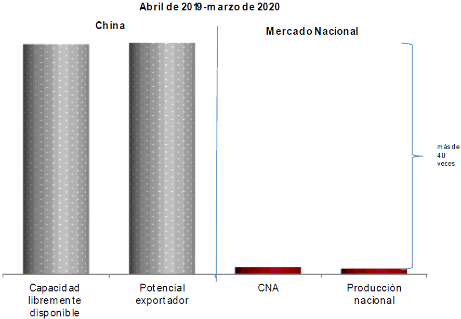 Abril de 2019-marzo de 2020
China
Mercado Nacional
más de
40
veces
Capacidad
libremente
disponible
Potencial
exportador
CNA
Producción
nacional